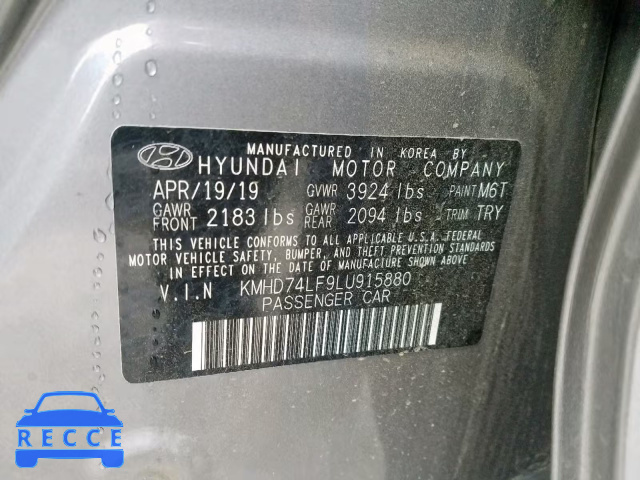 MANUFACTURED IN KOREA BY
HYUNDAI MOTOR COMPANY
APR/19/19 GVWR 3924 lbs PAINT M6T
GAWR FRONT 2183 lbs GAWR REAR 2094 lbs TRIM TRY
THIS VEHICLE CONFORMS TO ALL APPLICABLE U.S.A. FEDERAL
MOTOR VEHICLE SAFETY, BUMPER, AND THEFT PREVENTION STANDARDS
IN EFFECT ON THE DATE OF MANUFACTURE SHOWN ABOVE.
V.I.N KMHD74LF9LU915880
PASSENGER CAR
RECCE